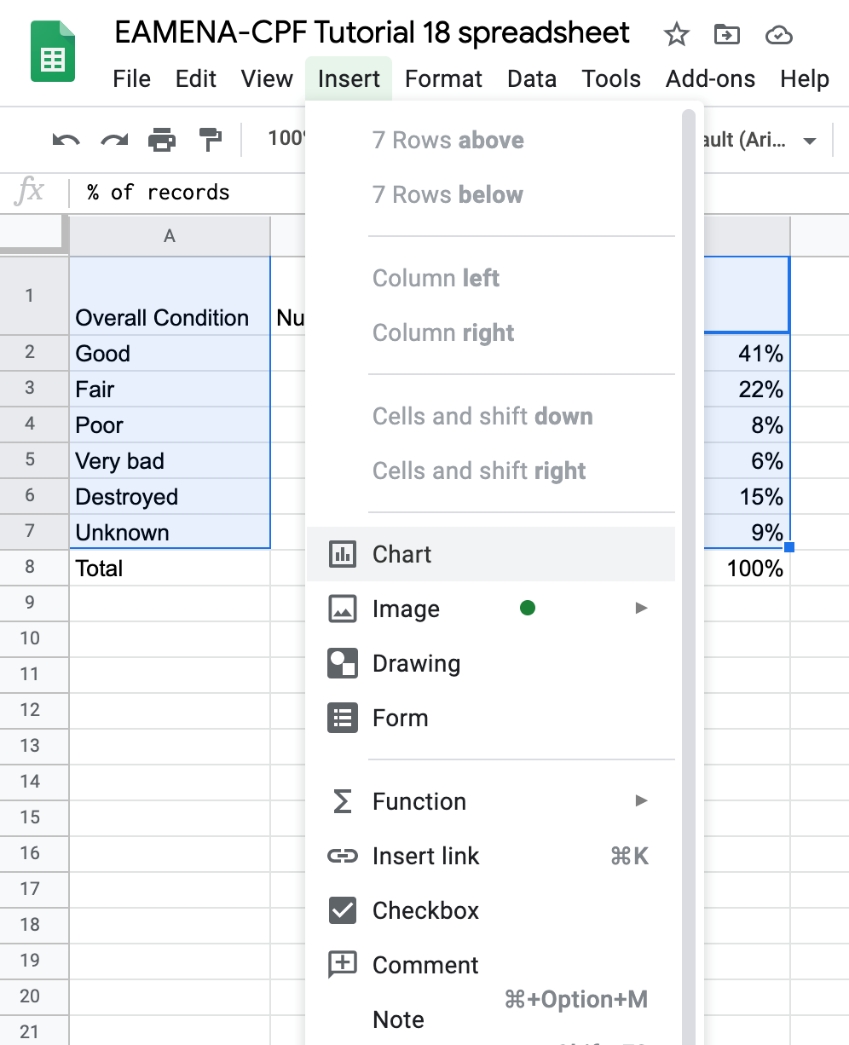 EAMENA-CPF Tutorial 18 spreadsheet
File Edit View Insert Format Data Tools Add-ons Help
100% ault (Ari...
fx % of records
A
1 Overall Condition Nu
2 Good 41%
3 Fair 22%
4 Poor 8%
5 Very bad 6%
6 Destroyed 15%
7 Unknown 9%
8 Total 100%
9
10
11
12
13
14
15
16
17
18
19
20
21
7 Rows above
7 Rows below
Column left
Column right
Cells and shift down
Cells and shift right
Chart
Image
Drawing
Form
Σ Function
Insert link ⌘K
Checkbox
Comment
⌘+Option+M
Note